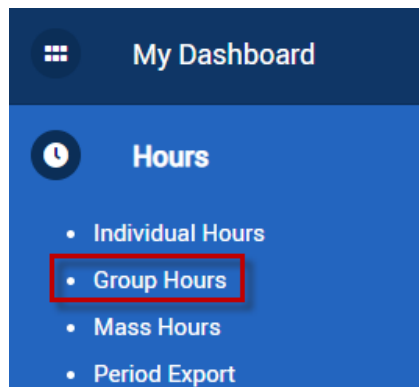 My Dashboard
Hours
• Individual Hours
• Group Hours
• Mass Hours
• Period Export